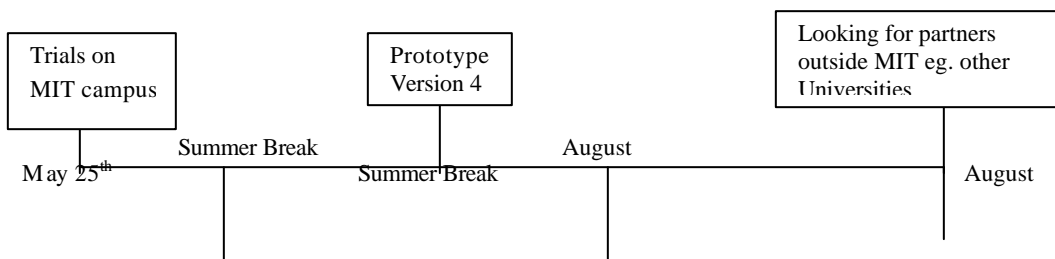 Trials on
MIT campus
Prototype
Version 4
Looking for partners
outside MIT eg. other
Universities
Summer Break
August
May 25th
Summer Break
August